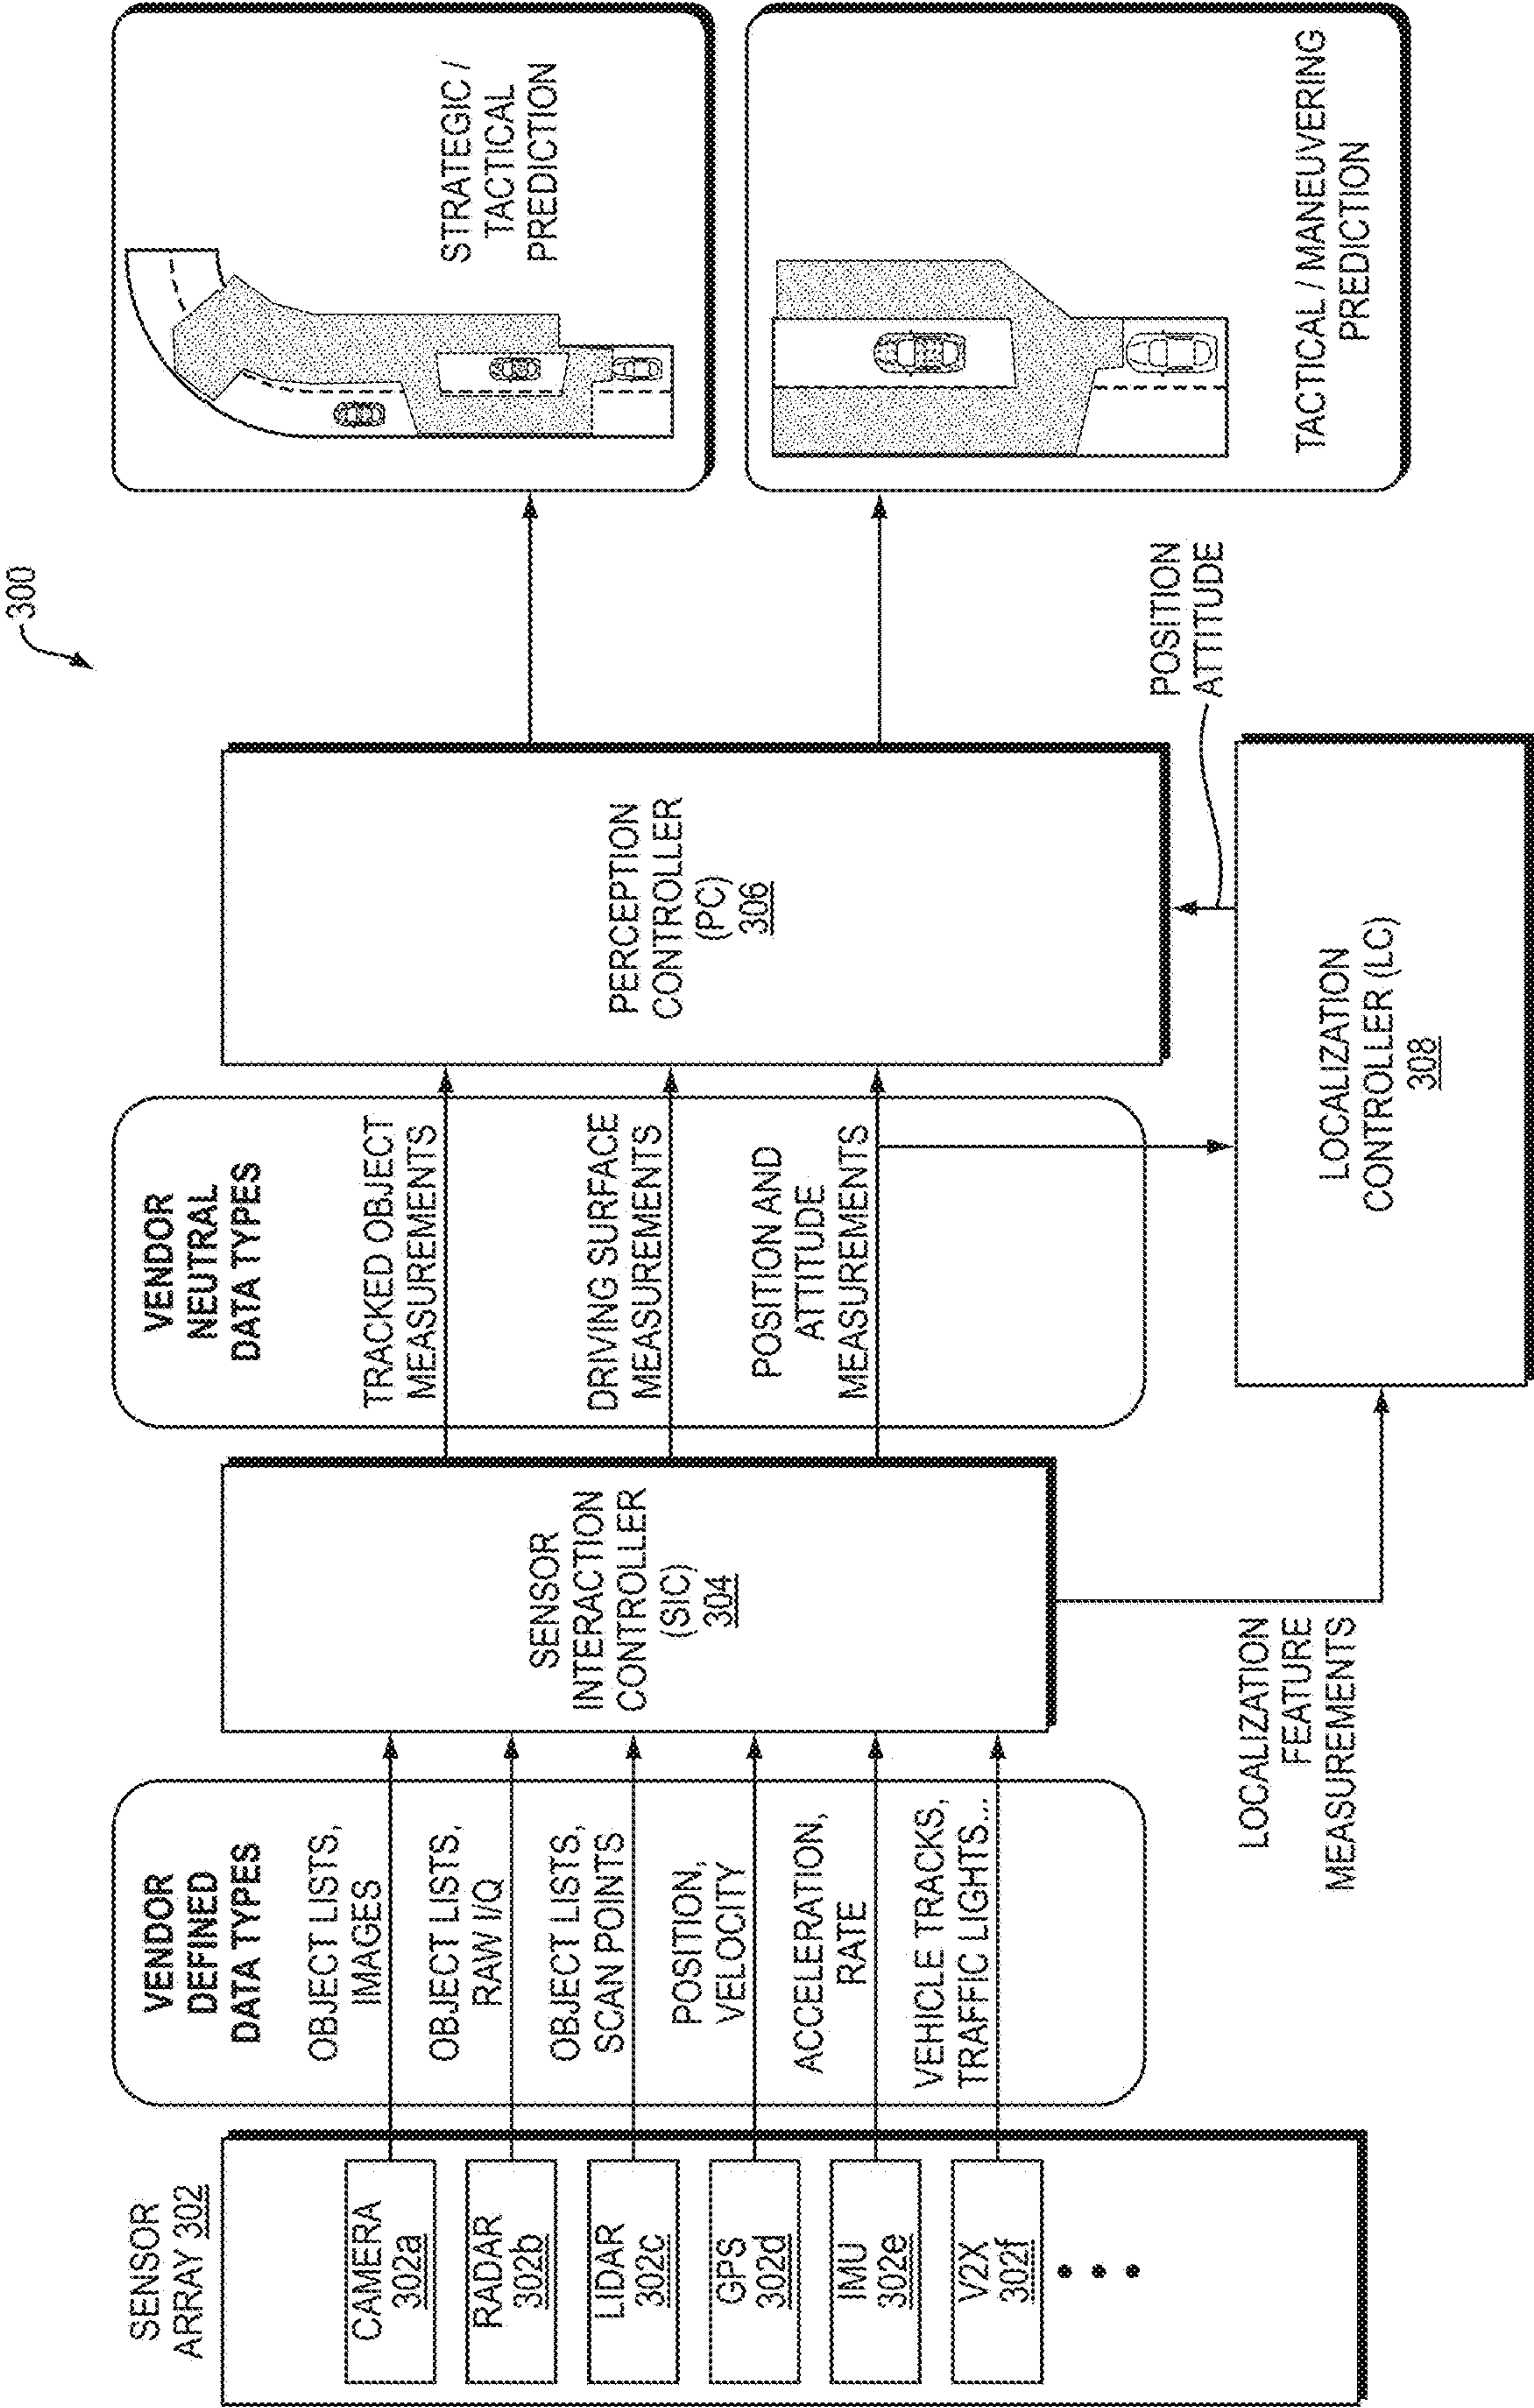 300
SENSOR
ARRAY 302
CAMERA
302a
RADAR
302b
LIDAR
302c
GPS
302d
IMU
302e
V2X
302f
VENDOR
DEFINED
DATA TYPES
OBJECT LISTS,
IMAGES
OBJECT LISTS,
RAW I/Q
OBJECT LISTS,
SCAN POINTS
POSITION,
VELOCITY
ACCELERATION,
RATE
VEHICLE TRACKS,
TRAFFIC LIGHTS...
SENSOR
INTERACTION
CONTROLLER
(SIC)
304
LOCALIZATION
FEATURE
MEASUREMENTS
VENDOR
NEUTRAL
DATA TYPES
TRACKED OBJECT
MEASUREMENTS
DRIVING SURFACE
MEASUREMENTS
POSITION AND
ATTITUDE
MEASUREMENTS
PERCEPTION
CONTROLLER
(PC)
306
LOCALIZATION
CONTROLLER (LC)
308
POSITION
ATTITUDE
STRATEGIC /
TACTICAL
PREDICTION
TACTICAL / MANEUVERING
PREDICTION